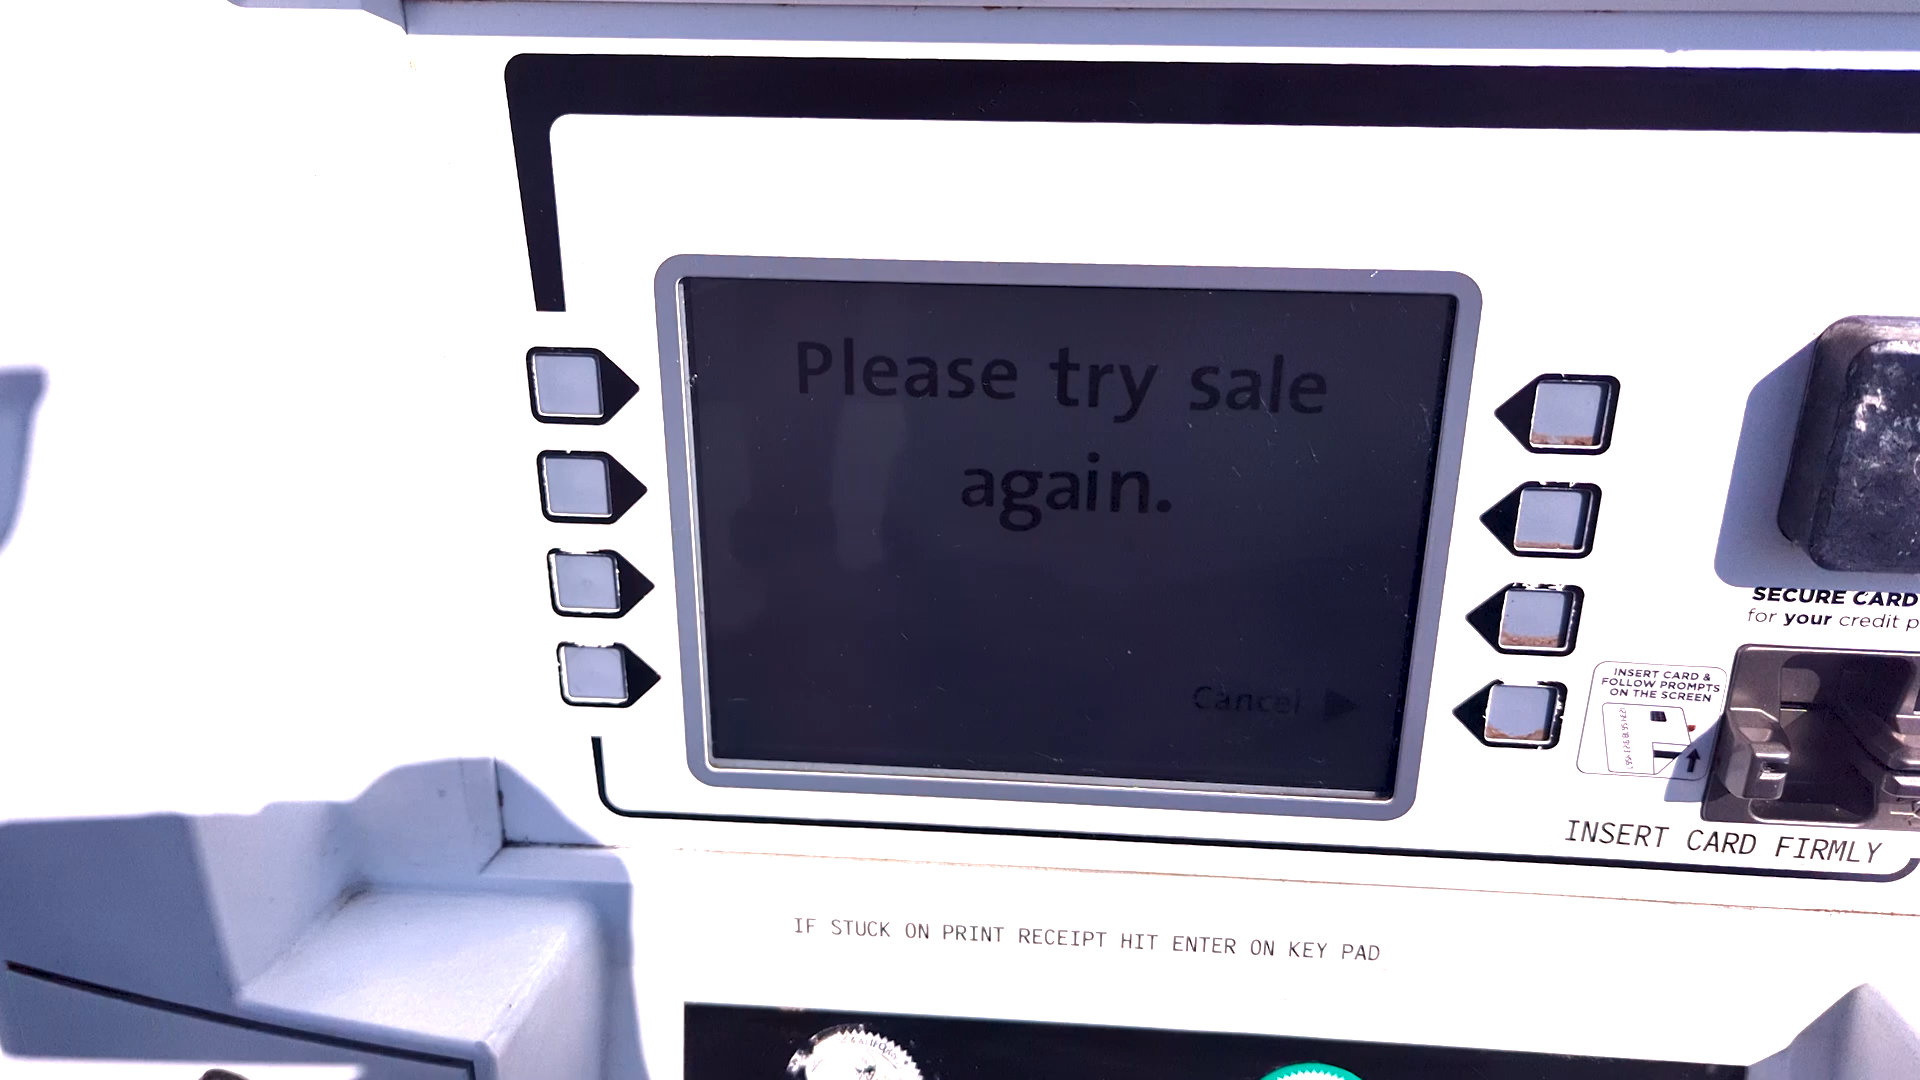 Please try sale
again.
Cancel
SECURE CARD
for your credit p
INSERT CARD &
FOLLOW PROMPTS
ON THE SCREEN
INSERT CARD FIRMLY
IF STUCK ON PRINT RECEIPT HIT ENTER ON KEY PAD